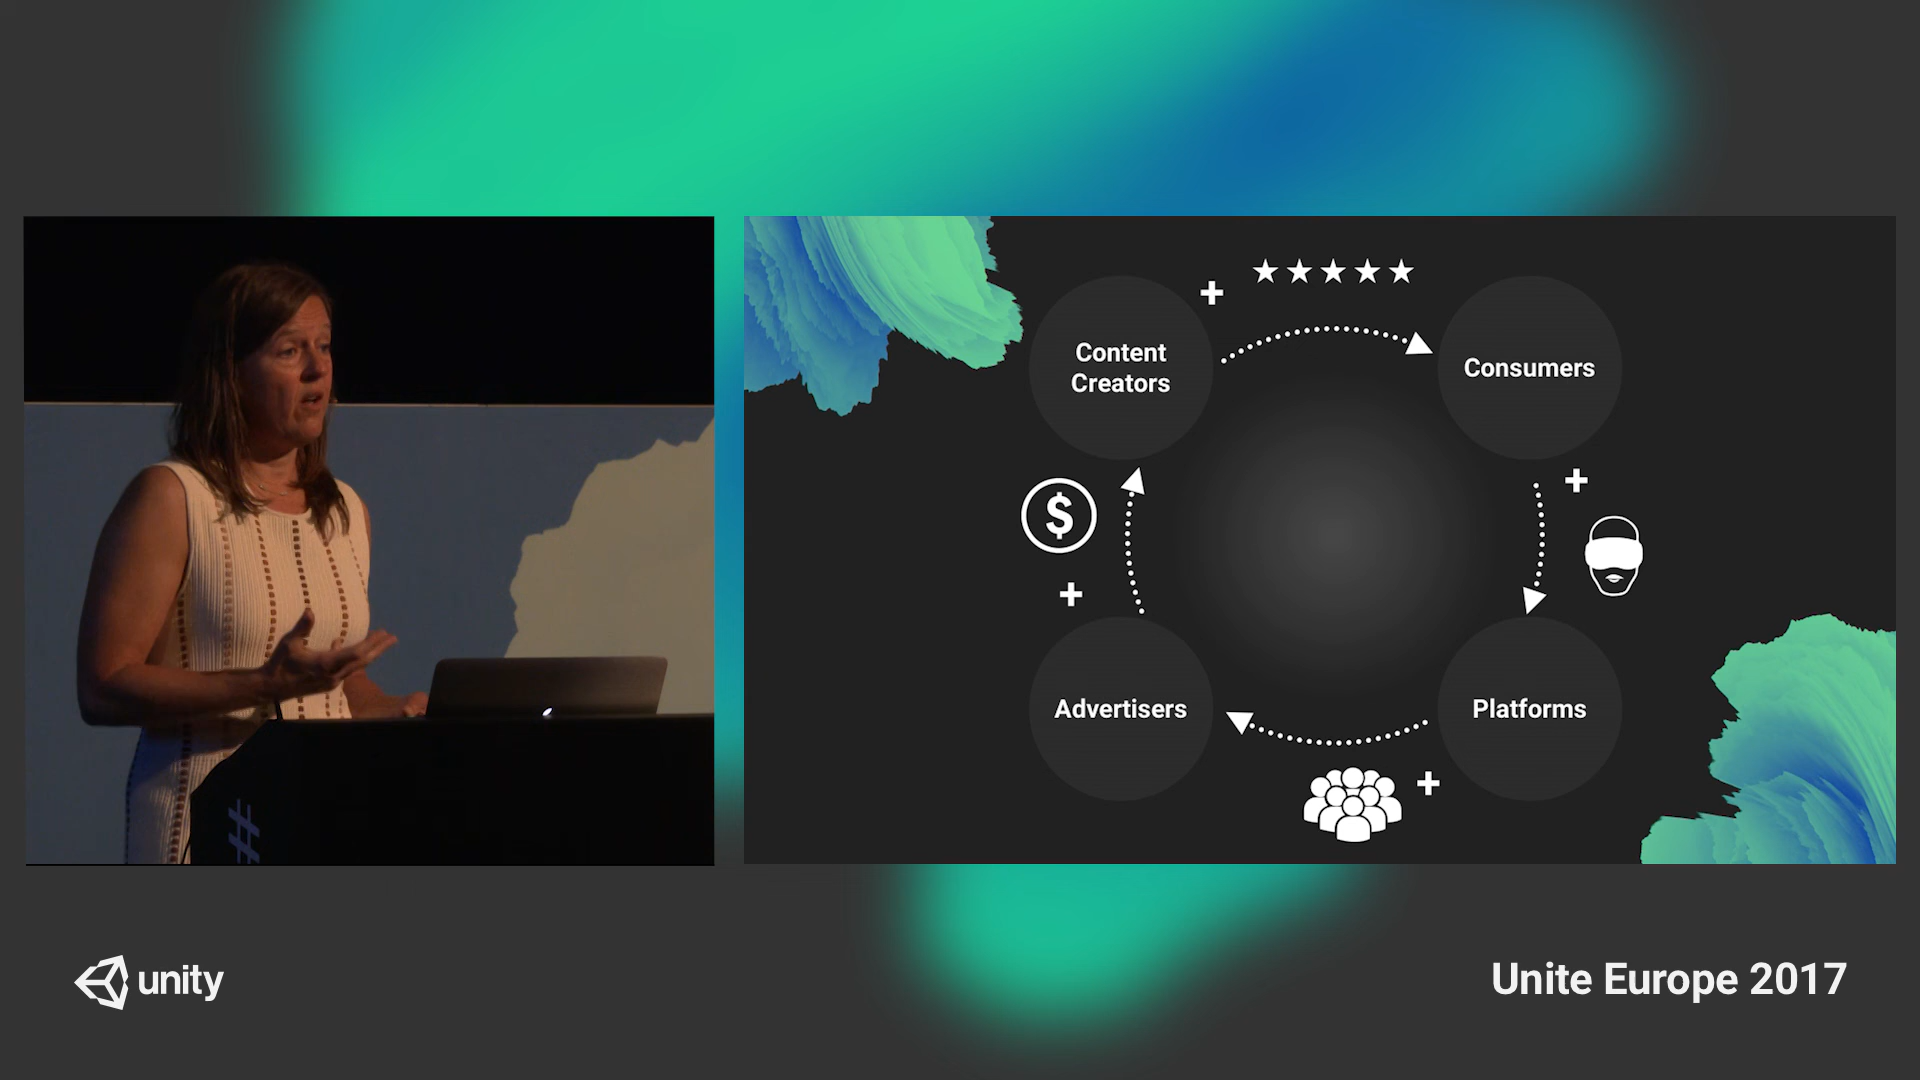 Content
Creators
Consumers
$
Advertisers
Platforms
#
unity
Unite Europe 2017